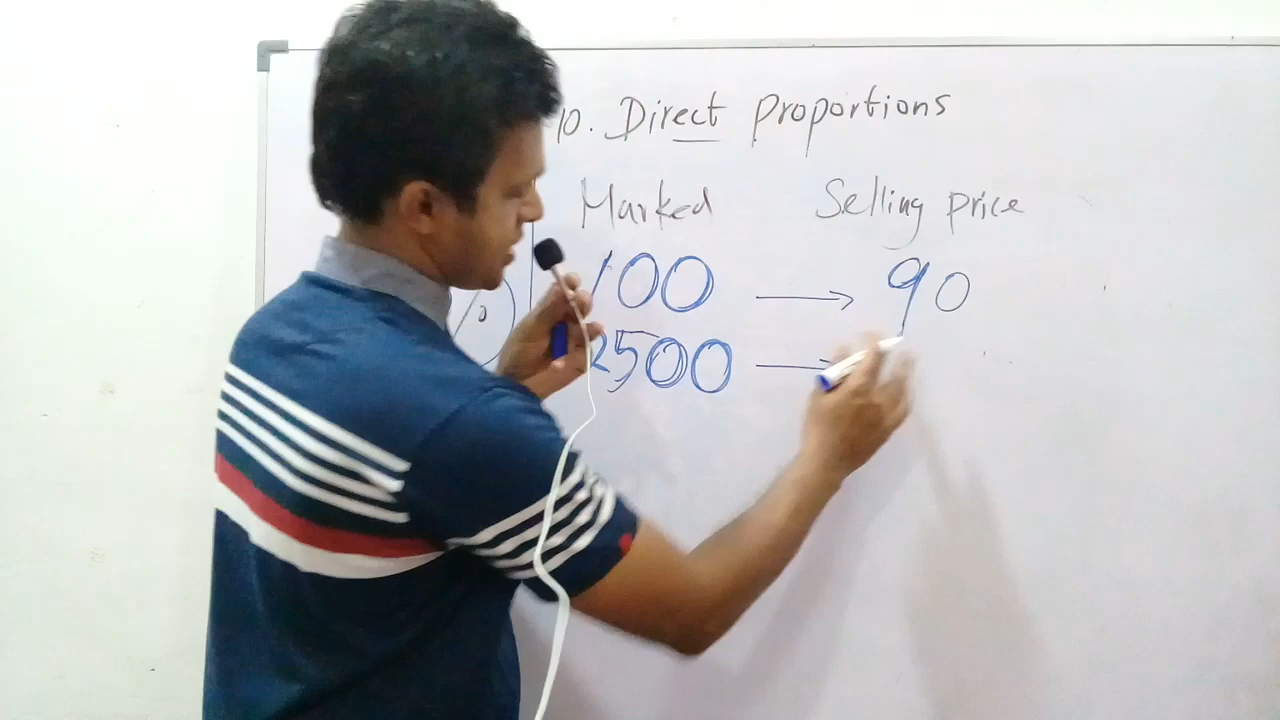 10. Direct Proportions
Marked Selling price
100 → 90
2500 →